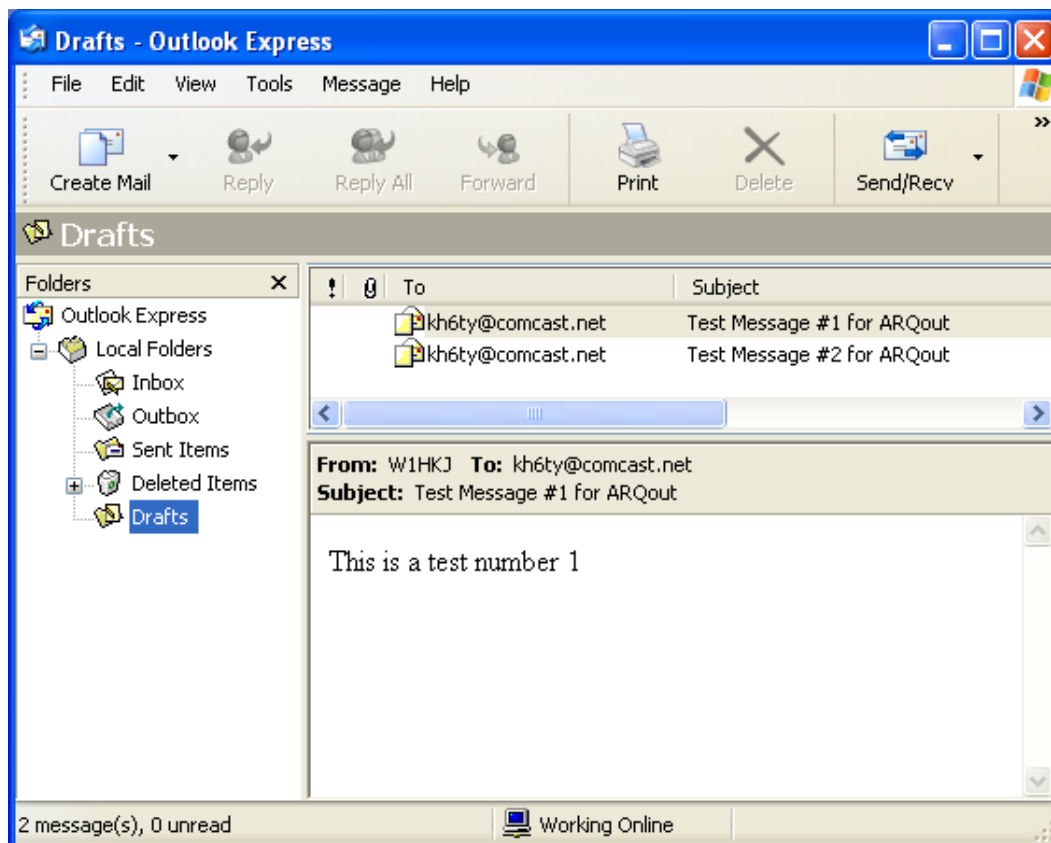 Drafts - Outlook Express
File Edit View Tools Message Help
Create Mail Reply Reply All Forward Print Delete Send/Recv
Drafts
Folders
Outlook Express
Local Folders
Inbox
Outbox
Sent Items
Deleted Items
Drafts
To Subject
kh6ty@comcast.net Test Message #1 for ARQout
kh6ty@comcast.net Test Message #2 for ARQout
From: W1HKJ To: kh6ty@comcast.net
Subject: Test Message #1 for ARQout
This is a test number 1
2 message(s), 0 unread Working Online